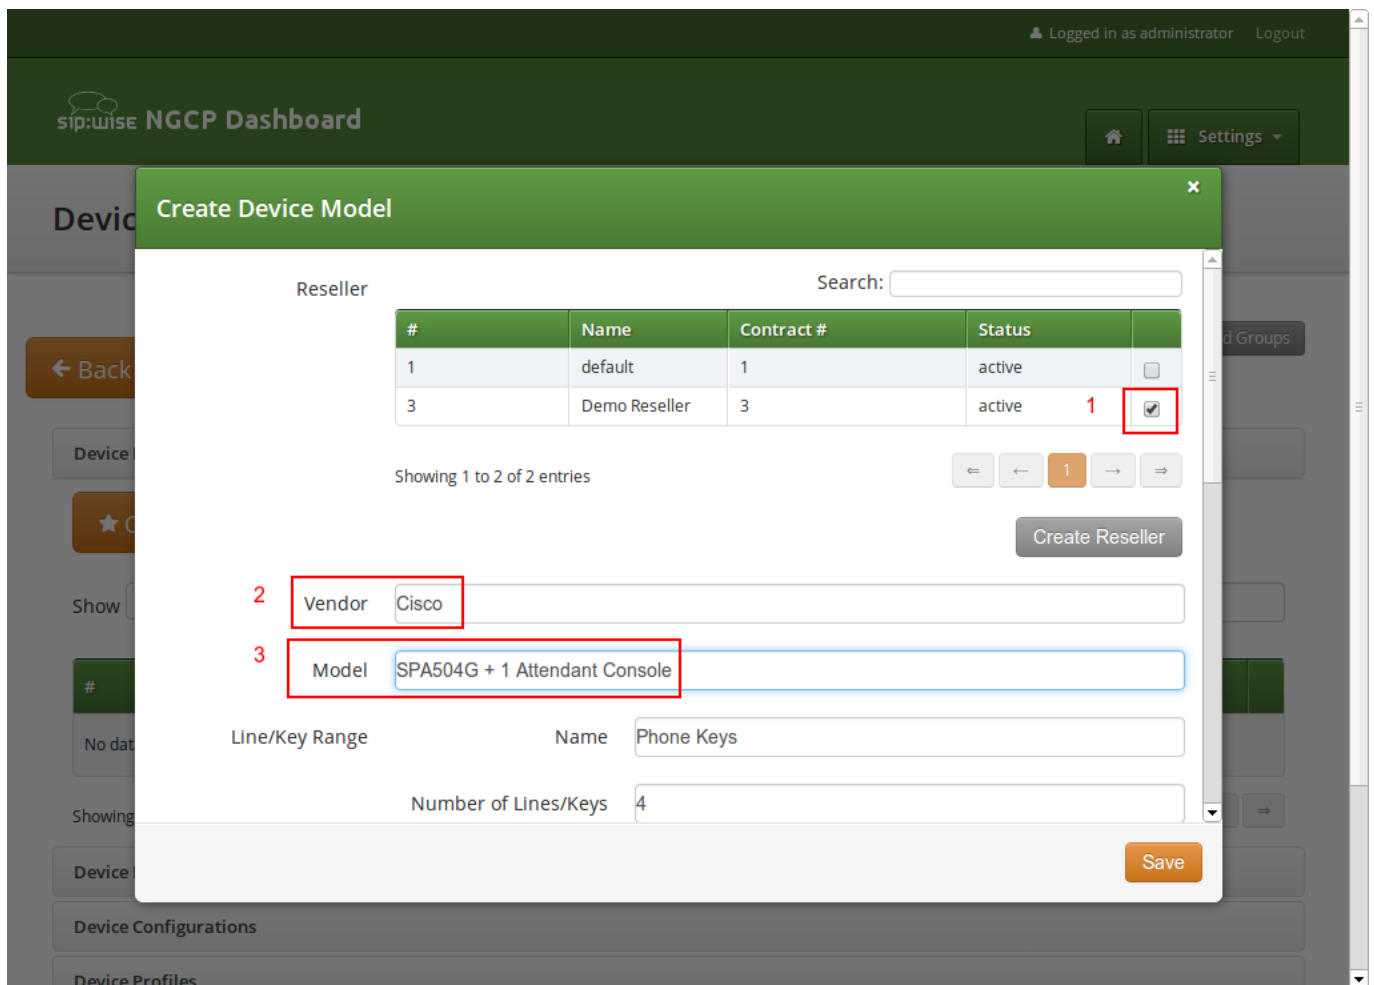 Logged in as administrator Logout
sip:wise NGCP Dashboard
Settings
Devic
Create Device Model
×
Reseller
Search:
# Name Contract # Status
1 default 1 active
3 Demo Reseller 3 active 1
d Groups
Back
Device
Showing 1 to 2 of 2 entries
⇐ ← 1 → ⇒
Create Reseller
Show
2 Vendor Cisco
3 Model SPA504G + 1 Attendant Console
#
Line/Key Range Name Phone Keys
No dat
Number of Lines/Keys 4
Showing
⇒
Save
Device
Device Configurations
Device Profiles